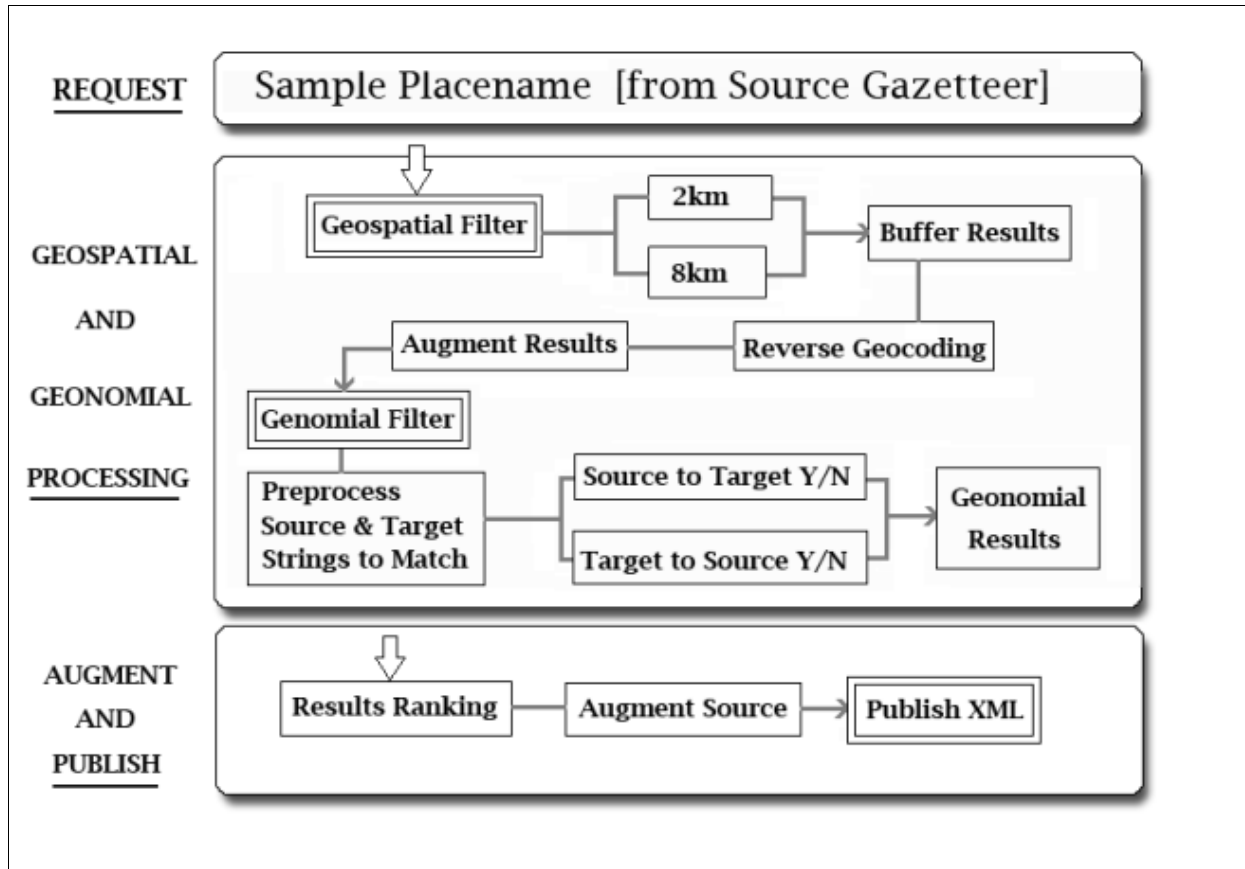 REQUEST
Sample Placename [from Source Gazetteer]
GEOSPATIAL
AND
GEONOMIAL
PROCESSING
Geospatial Filter
2km
8km
Buffer Results
Reverse Geocoding
Augment Results
Genomial Filter
Preprocess
Source & Target
Strings to Match
Source to Target Y/N
Target to Source Y/N
Geonomial
Results
AUGMENT
AND
PUBLISH
Results Ranking
Augment Source
Publish XML